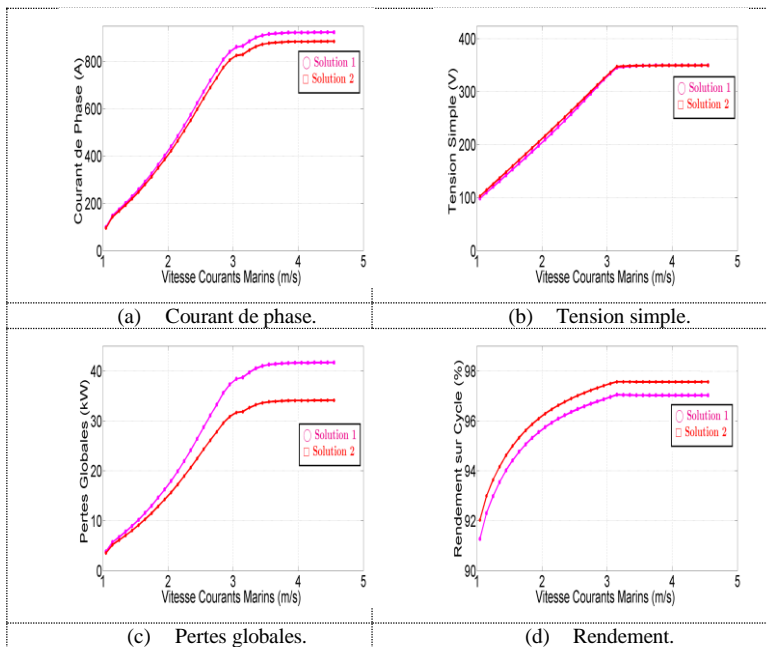 Courant de Phase (A)
800
600
400
200
0
Solution 1
Solution 2
1 2 3 4 5
Vitesse Courants Marins (m/s)
Tension Simple (V)
400
300
200
100
0
Solution 1
Solution 2
1 2 3 4 5
Vitesse Courants Marins (m/s)
(a) Courant de phase.
(b) Tension simple.
Pertes Globales (kW)
40
30
20
10
0
Solution 1
Solution 2
1 2 3 4 5
Vitesse Courants Marins (m/s)
Rendement sur Cycle (%)
98
96
94
92
90
Solution 1
Solution 2
1 2 3 4 5
Vitesse Courants Marins (m/s)
(c) Pertes globales.
(d) Rendement.